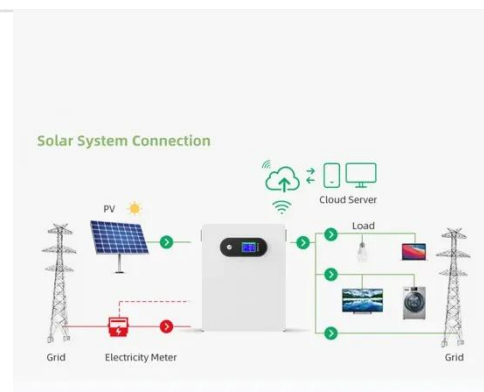 Solar System Connection
Cloud Server
PV
Load
Grid
Electricity Meter
Grid